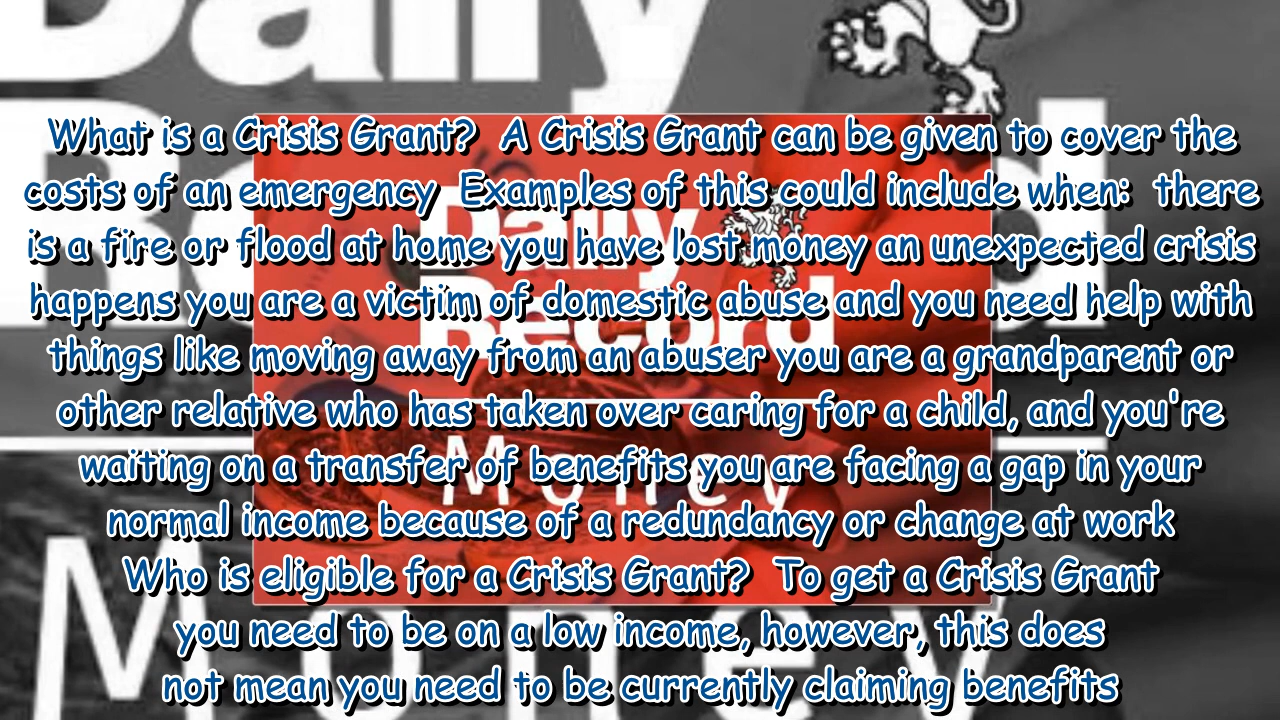 Daily
Record
Money
Daily
Record
Money
What is a Crisis Grant?  A Crisis Grant can be given to cover the
costs of an emergency  Examples of this could include when:  there
is a fire or flood at home you have lost money an unexpected crisis
happens you are a victim of domestic abuse and you need help with
things like moving away from an abuser you are a grandparent or
other relative who has taken over caring for a child, and you're
waiting on a transfer of benefits you are facing a gap in your
normal income because of a redundancy or change at work
Who is eligible for a Crisis Grant?  To get a Crisis Grant
you need to be on a low income, however, this does
not mean you need to be currently claiming benefits